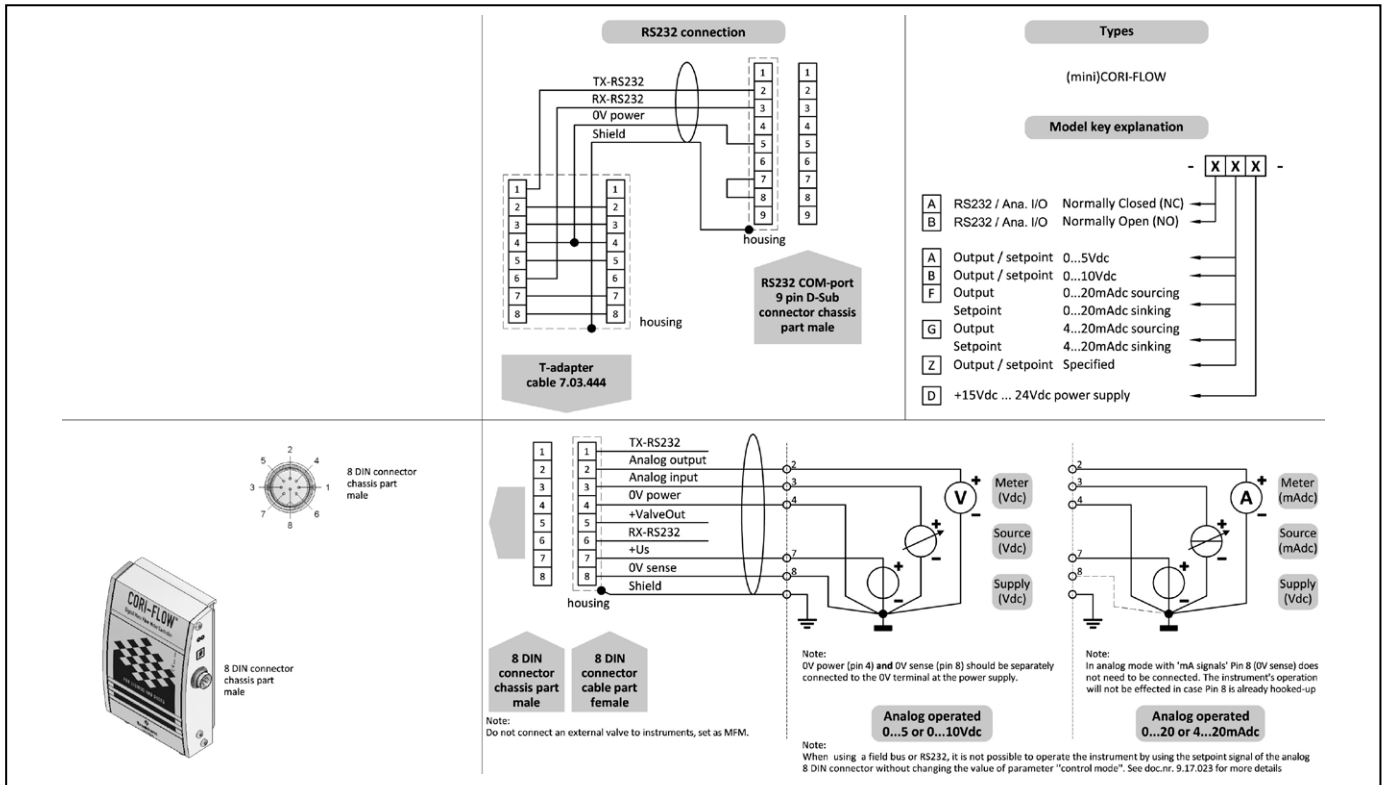 RS232 connection
TX-RS232
RX-RS232
0V power
Shield
1
2
3
4
5
6
7
8
9
1
2
3
4
5
6
7
8
9
1
2
3
4
5
6
7
8
1
2
3
4
5
6
7
8
housing
housing
RS232 COM-port
9 pin D-Sub
connector chassis
part male
T-adapter
cable 7.03.444
Types
(mini)CORI-FLOW
Model key explanation
- X X X -
A RS232 / Ana. I/O Normally Closed (NC)
B RS232 / Ana. I/O Normally Open (NO)
A Output / setpoint 0...5Vdc
B Output / setpoint 0...10Vdc
F Output 0...20mAdc sourcing
Setpoint 0...20mAdc sinking
G Output 4...20mAdc sourcing
Setpoint 4...20mAdc sinking
Z Output / setpoint Specified
D +15Vdc ... 24Vdc power supply
2
5 4
3 1
7 6
8
8 DIN connector
chassis part
male
CORI-FLOW
8 DIN connector
chassis part
male
1
2
3
4
5
6
7
8
1
2
3
4
5
6
7
8
TX-RS232
Analog output
Analog input
0V power
+ValveOut
RX-RS232
+Us
0V sense
Shield
housing
8 DIN
connector
chassis part
male
8 DIN
connector
cable part
female
Note:
Do not connect an external valve to instruments, set as MFM.
2
3
4
7
8
V
+
-
+
-
+
-
Meter
(Vdc)
Source
(Vdc)
Supply
(Vdc)
Note:
0V power (pin 4) and 0V sense (pin 8) should be separately
connected to the 0V terminal at the power supply.
Analog operated
0...5 or 0...10Vdc
2
3
4
7
8
A
+
-
+
-
+
-
Meter
(mAdc)
Source
(mAdc)
Supply
(Vdc)
Note:
In analog mode with 'mA signals' Pin 8 (0V sense) does
not need to be connected. The instrument's operation
will not be effected in case Pin 8 is already hooked-up
Analog operated
0...20 or 4...20mAdc
Note:
When using a field bus or RS232, it is not possible to operate the instrument by using the setpoint signal of the analog
8 DIN connector without changing the value of parameter "control mode". See doc.nr. 9.17.023 for more details